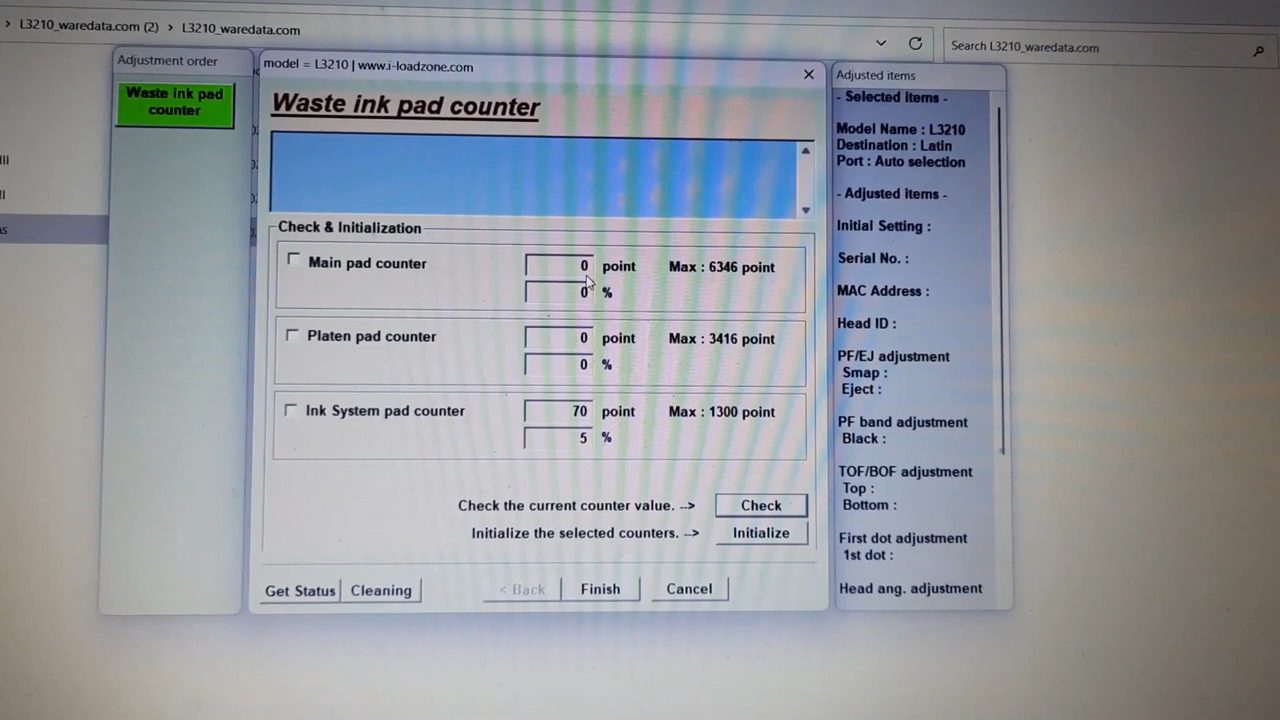 > L3210_waredata.com (2) > L3210_waredata.com
Search L3210_waredata.com
Adjustment order
Waste ink pad
counter
model = L3210 | www.i-loadzone.com
Waste ink pad counter
Check & Initialization
Main pad counter
0 point Max : 6346 point
0 %
Platen pad counter
0 point Max : 3416 point
0 %
Ink System pad counter
70 point Max : 1300 point
5 %
Check the current counter value. -->
Check
Initialize the selected counters. -->
Initialize
Get Status
Cleaning
< Back
Finish
Cancel
Adjusted items
- Selected items -
Model Name : L3210
Destination : Latin
Port : Auto selection
- Adjusted items -
Initial Setting :
Serial No. :
MAC Address :
Head ID :
PF/EJ adjustment
Smap :
Eject :
PF band adjustment
Black :
TOF/BOF adjustment
Top :
Bottom :
First dot adjustment
1st dot :
Head ang. adjustment